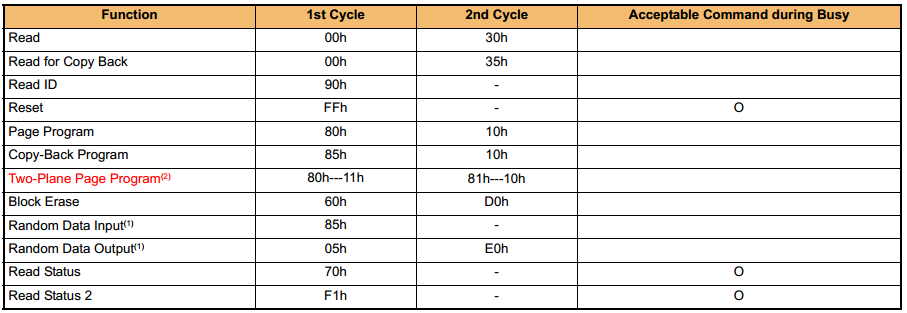 Function 1st Cycle 2nd Cycle Acceptable Command during Busy
Read 00h 30h
Read for Copy Back 00h 35h
Read ID 90h -
Reset FFh - O
Page Program 80h 10h
Copy-Back Program 85h 10h
Two-Plane Page Program(2) 80h---11h 81h---10h
Block Erase 60h D0h
Random Data Input(1) 85h -
Random Data Output(1) 05h E0h
Read Status 70h - O
Read Status 2 F1h - O